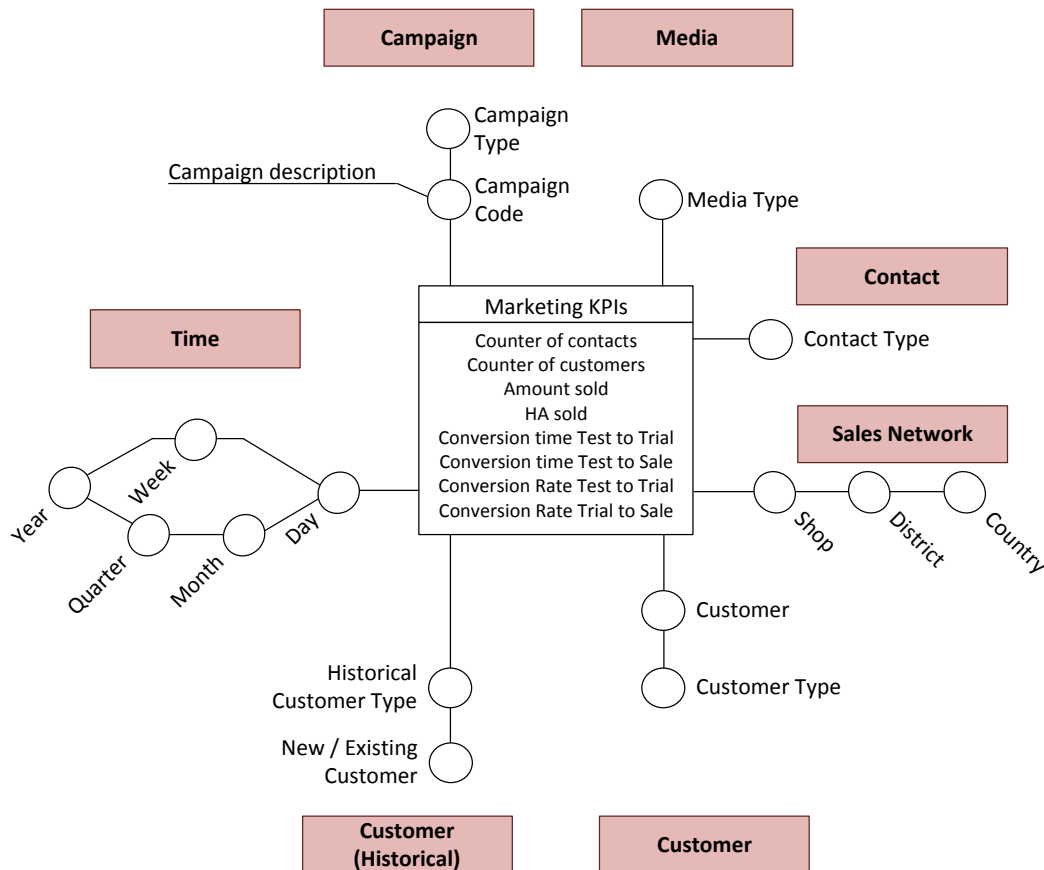 Campaign
Media
Campaign
Type
Campaign description
Campaign
Code
Media Type
Contact
Contact Type
Time
Marketing KPIs
Counter of contacts
Counter of customers
Amount sold
HA sold
Conversion time Test to Trial
Conversion time Test to Sale
Conversion Rate Test to Trial
Conversion Rate Trial to Sale
Sales Network
Week
Year
Quarter
Month
Day
Shop
District
Country
Customer
Customer Type
Historical
Customer Type
New / Existing
Customer
Customer
(Historical)
Customer